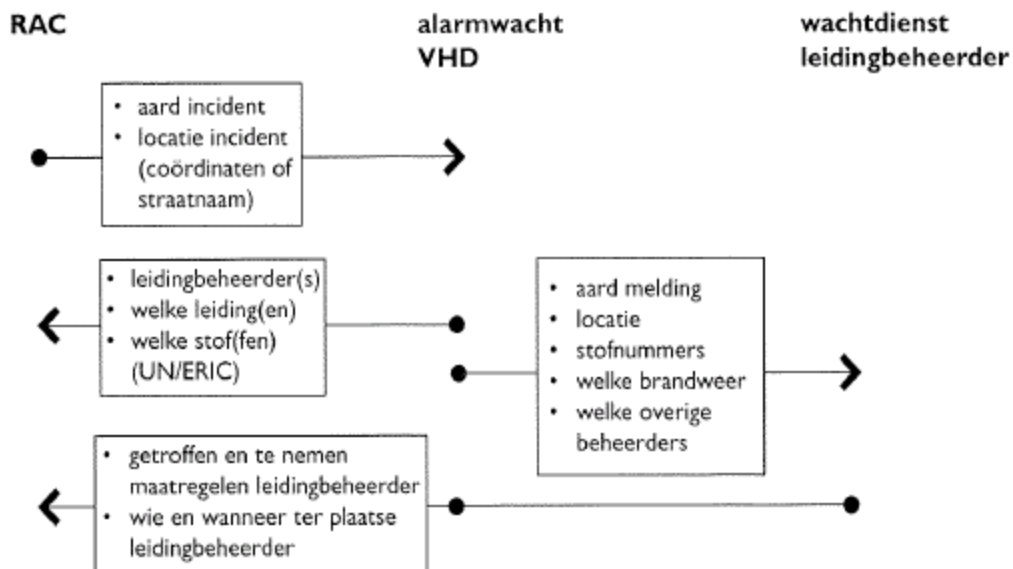 RAC
alarmwacht
VHD
wachtdienst
leidingbeheerder
• aard incident
• locatie incident
(coördinaten of
straatnaam)
• leidingbeheerder(s)
• welke leiding(en)
• welke stof(fen)
(UN/ERIC)
• aard melding
• locatie
• stofnummers
• welke brandweer
• welke overige
beheerders
• getroffen en te nemen
maatregelen leidingbeheerder
• wie en wanneer ter plaatse
leidingbeheerder